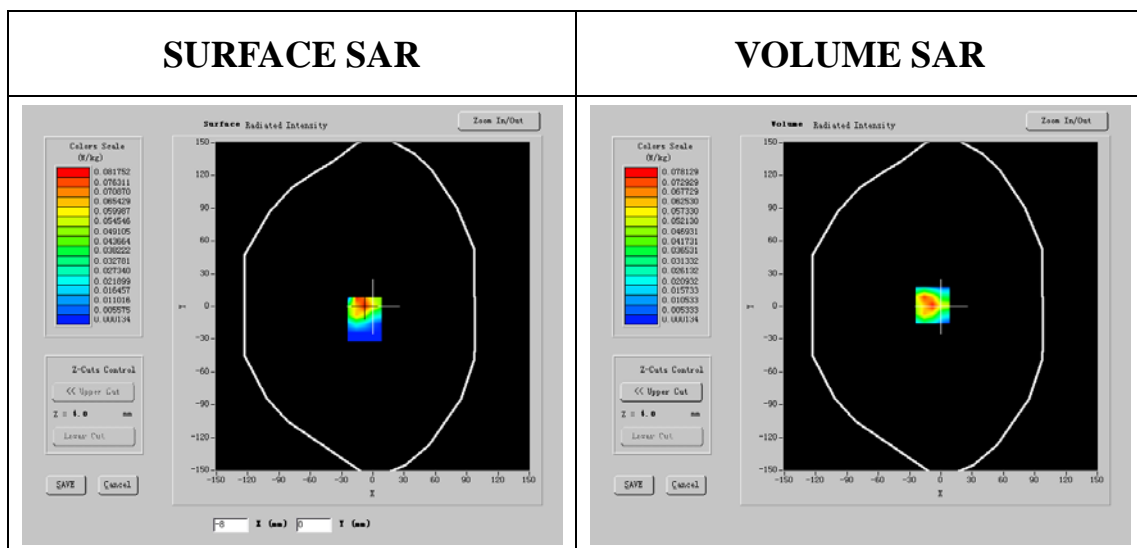 SURFACE SAR
VOLUME SAR
Surface Radiated Intensity
Zoom In/Out
Colors Scale
(W/kg)
0.081752
0.076311
0.070870
0.065429
0.059987
0.054546
0.049105
0.043664
0.038222
0.032781
0.027340
0.021899
0.016457
0.011016
0.005575
0.000134
150
90
60
30
0
-30
-60
-90
-120
-150
Y
-150 -120 -90 -60 -30 0 30 60 90 120 150
X
Z-Cuts Control
<< Upper Cut
Z = 4.0 mm
Lower Cut
SAVE
Cancel
-8 X (mm) 0 Y (mm)
Volume Radiated Intensity
Zoom In/Out
Colors Scale
(W/kg)
0.078129
0.072929
0.067729
0.062530
0.057330
0.052130
0.046931
0.041731
0.036531
0.031332
0.026132
0.020932
0.015733
0.010533
0.005333
0.000134
150
90
60
30
0
-30
-60
-90
-120
-150
Y
-150 -120 -90 -60 -30 0 30 60 90 120 150
X
Z-Cuts Control
<< Upper Cut
Z = 4.0 mm
Lower Cut
SAVE
Cancel